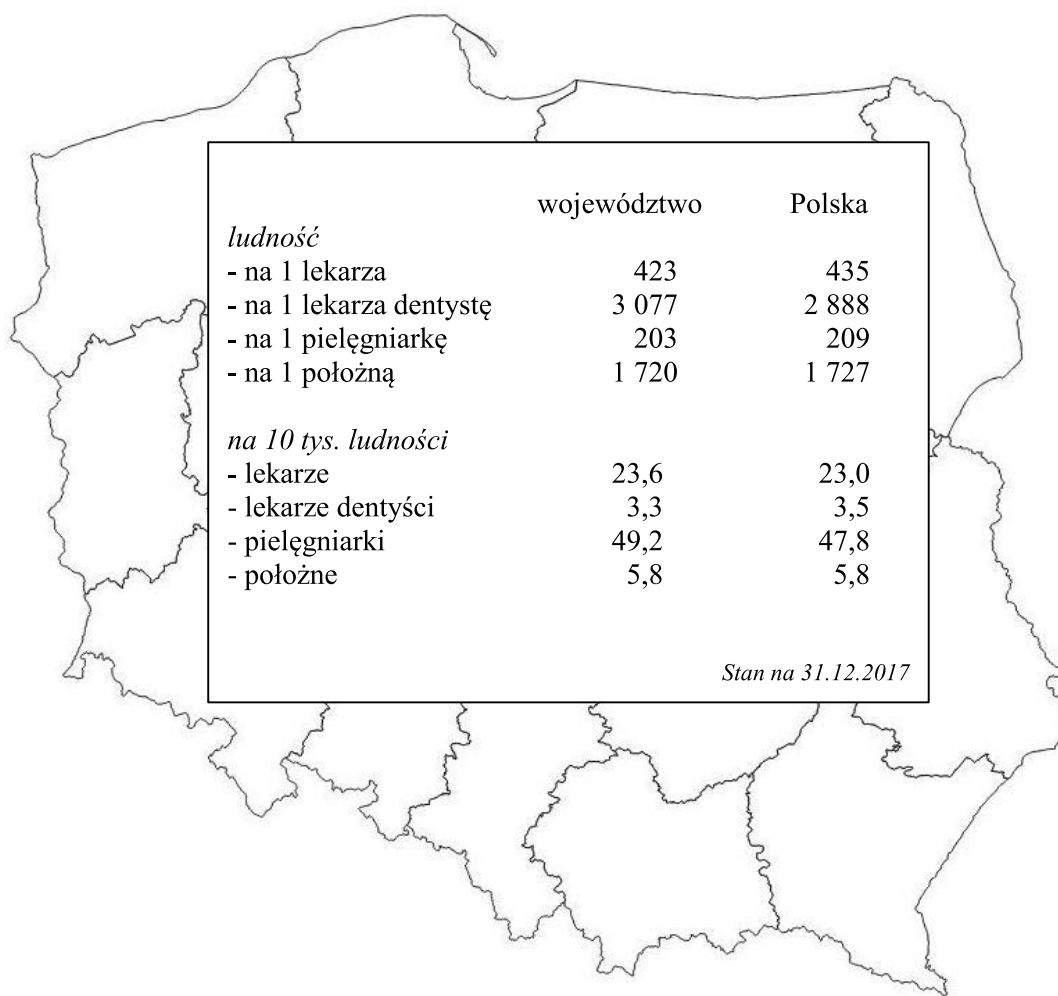 województwo Polska
ludność
- na 1 lekarza 423 435
- na 1 lekarza dentystę 3 077 2 888
- na 1 pielęgniarkę 203 209
- na 1 położną 1 720 1 727
na 10 tys. ludności
- lekarze 23,6 23,0
- lekarze dentyści 3,3 3,5
- pielęgniarki 49,2 47,8
- położne 5,8 5,8
Stan na 31.12.2017